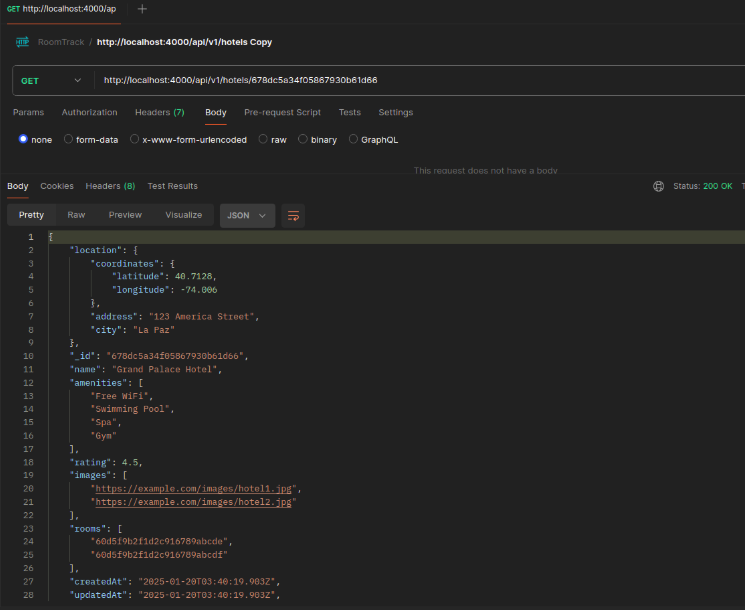 GET http://localhost:4000/ap
HTTP RoomTrack / http://localhost:4000/api/v1/hotels Copy
GET http://localhost:4000/api/v1/hotels/678dc5a34f05867930b61d66
Params Authorization Headers (7) Body Pre-request Script Tests Settings
none form-data x-www-form-urlencoded raw binary GraphQL
This request does not have a body
Body Cookies Headers (8) Test Results Status: 200 OK T
Pretty Raw Preview Visualize JSON
1 {
2 "location": {
3 "coordinates": {
4 "latitude": 40.7128,
5 "longitude": -74.006
6 },
7 "address": "123 America Street",
8 "city": "La Paz"
9 },
10 "_id": "678dc5a34f05867930b61d66",
11 "name": "Grand Palace Hotel",
12 "amenities": [
13 "Free WiFi",
14 "Swimming Pool",
15 "Spa",
16 "Gym"
17 ],
18 "rating": 4.5,
19 "images": [
20 "https://example.com/images/hotel1.jpg",
21 "https://example.com/images/hotel2.jpg"
22 ],
23 "rooms": [
24 "60d5f9b2f1d2c916789abcde",
25 "60d5f9b2f1d2c916789abcdf"
26 ],
27 "createdAt": "2025-01-20T03:40:19.903Z",
28 "updatedAt": "2025-01-20T03:40:19.903Z",